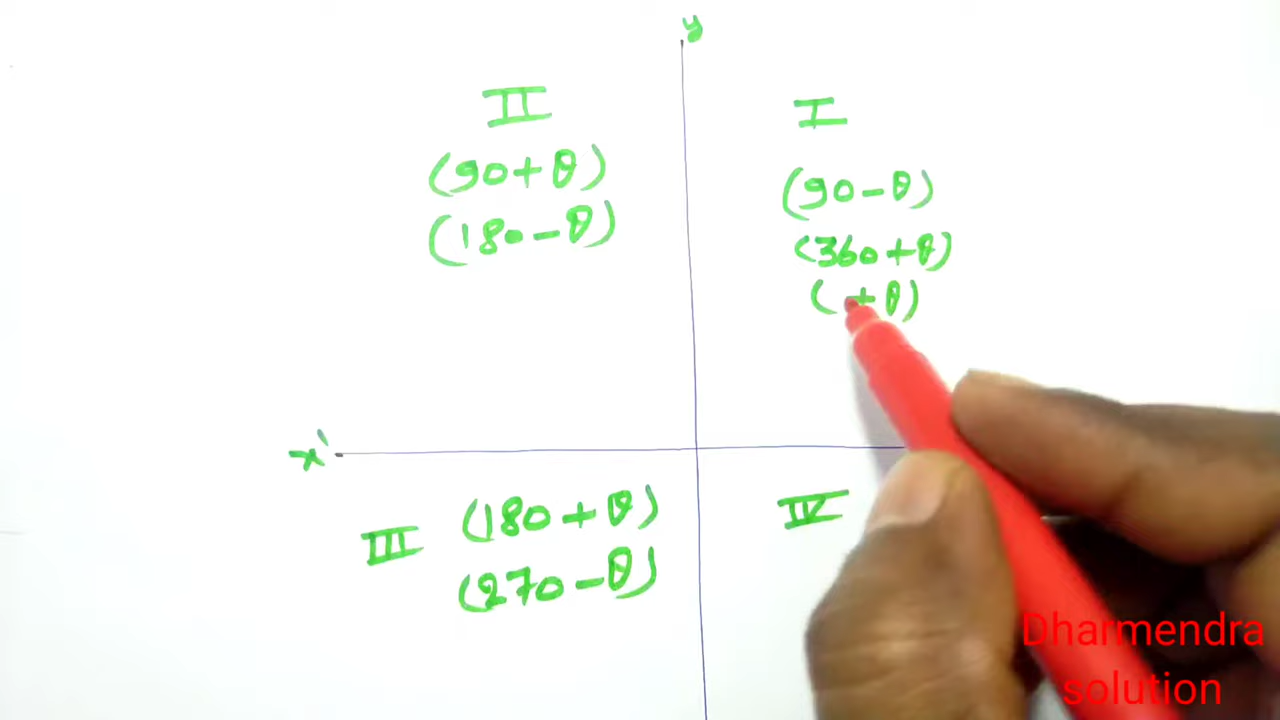 y
II
(90+θ)
(180-θ)
I
(90-θ)
(360+θ)
( +θ)
x'
III
(180+θ)
(270-θ)
IV
Dharmendra
solution